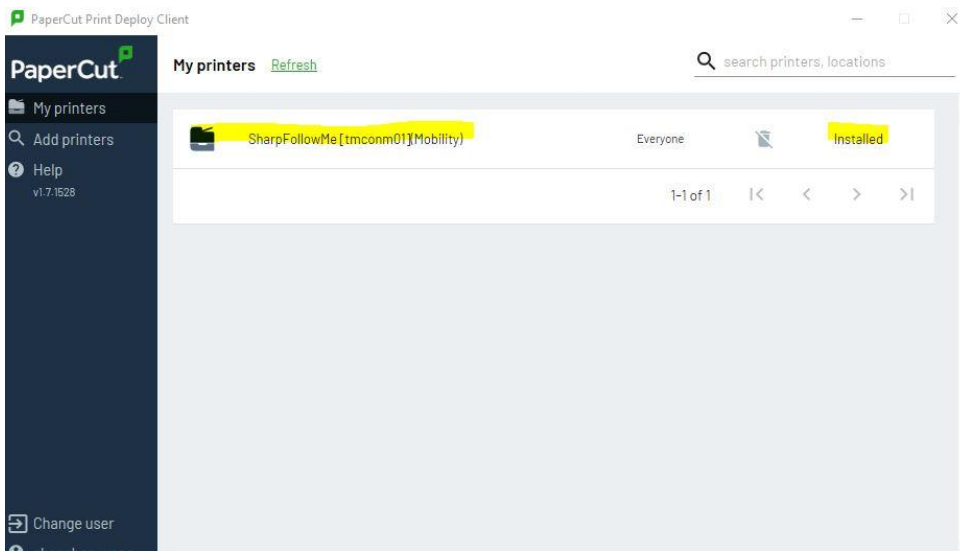 PaperCut Print Deploy Client
PaperCut
My printers Refresh
search printers, locations
My printers
Add printers
Help
v1.7.1528
SharpFollowMe [tmconm01](Mobility) Everyone Installed
1-1 of 1
Change user